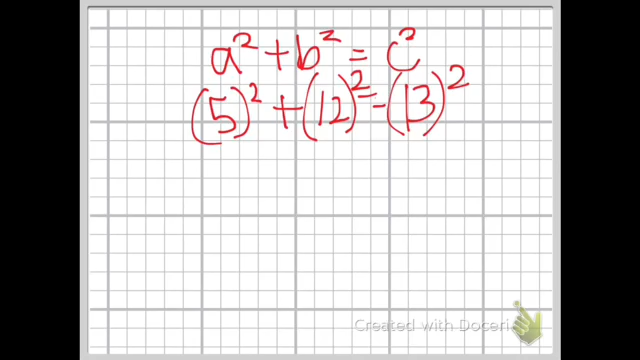 a² + b² = c²
(5)² + (12)² = (13)²
Created with Doceri